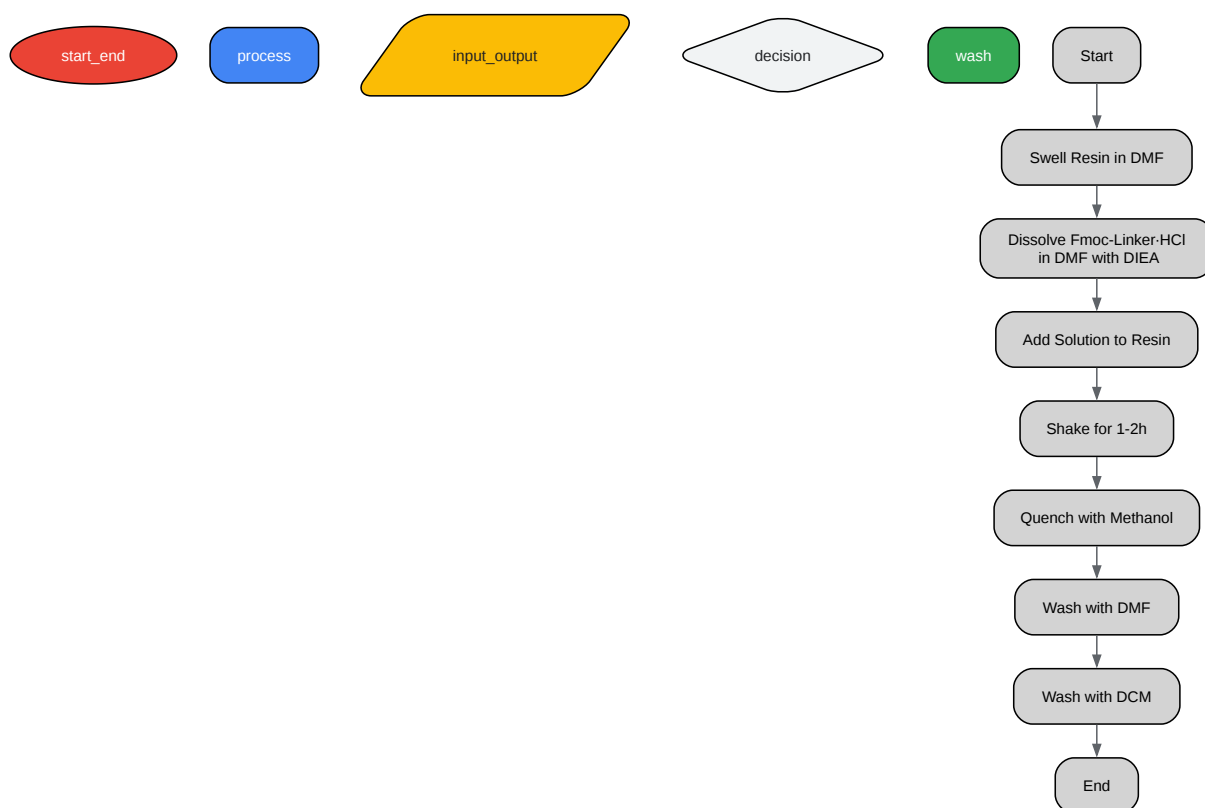 start_end
process
input_output
decision
wash
Start
Swell Resin in DMF
Dissolve Fmoc-Linker·HCl
in DMF with DIEA
Add Solution to Resin
Shake for 1-2h
Quench with Methanol
Wash with DMF
Wash with DCM
End